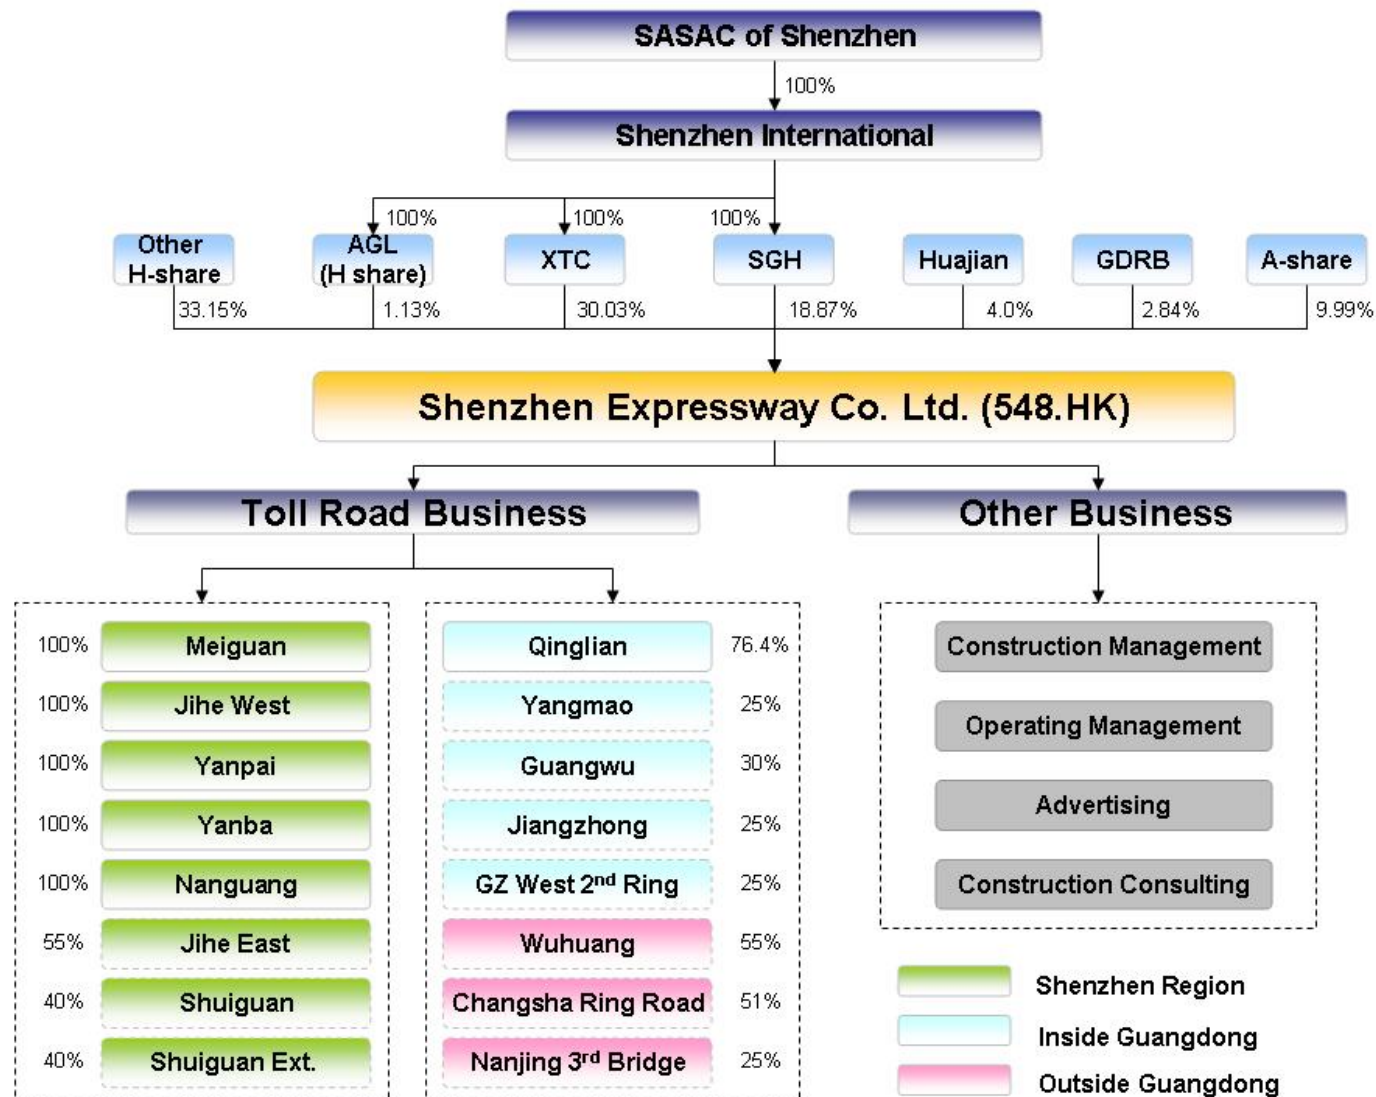 SASAC of Shenzhen
100%
Shenzhen International
100%
100%
100%
Other
H-share
AGL
(H share)
XTC
SGH
Huajian
GDRB
A-share
33.15%
1.13%
30.03%
18.87%
4.0%
2.84%
9.99%
Shenzhen Expressway Co. Ltd. (548.HK)
Toll Road Business
Other Business
100% Meiguan
100% Jihe West
100% Yanpai
100% Yanba
100% Nanguang
55% Jihe East
40% Shuiguan
40% Shuiguan Ext.
Qinglian 76.4%
Yangmao 25%
Guangwu 30%
Jiangzhong 25%
GZ West 2nd Ring 25%
Wuhuang 55%
Changsha Ring Road 51%
Nanjing 3rd Bridge 25%
Construction Management
Operating Management
Advertising
Construction Consulting
Shenzhen Region
Inside Guangdong
Outside Guangdong